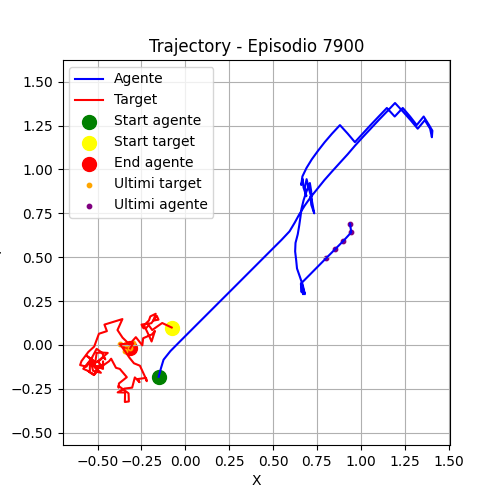 Trajectory - Episodio 7900
Agente
Target
Start agente
Start target
End agente
Ultimi target
Ultimi agente
1.50
1.25
1.00
0.75
0.50
0.25
0.00
−0.25
−0.50
−0.50 −0.25 0.00 0.25 0.50 0.75 1.00 1.25 1.50
X